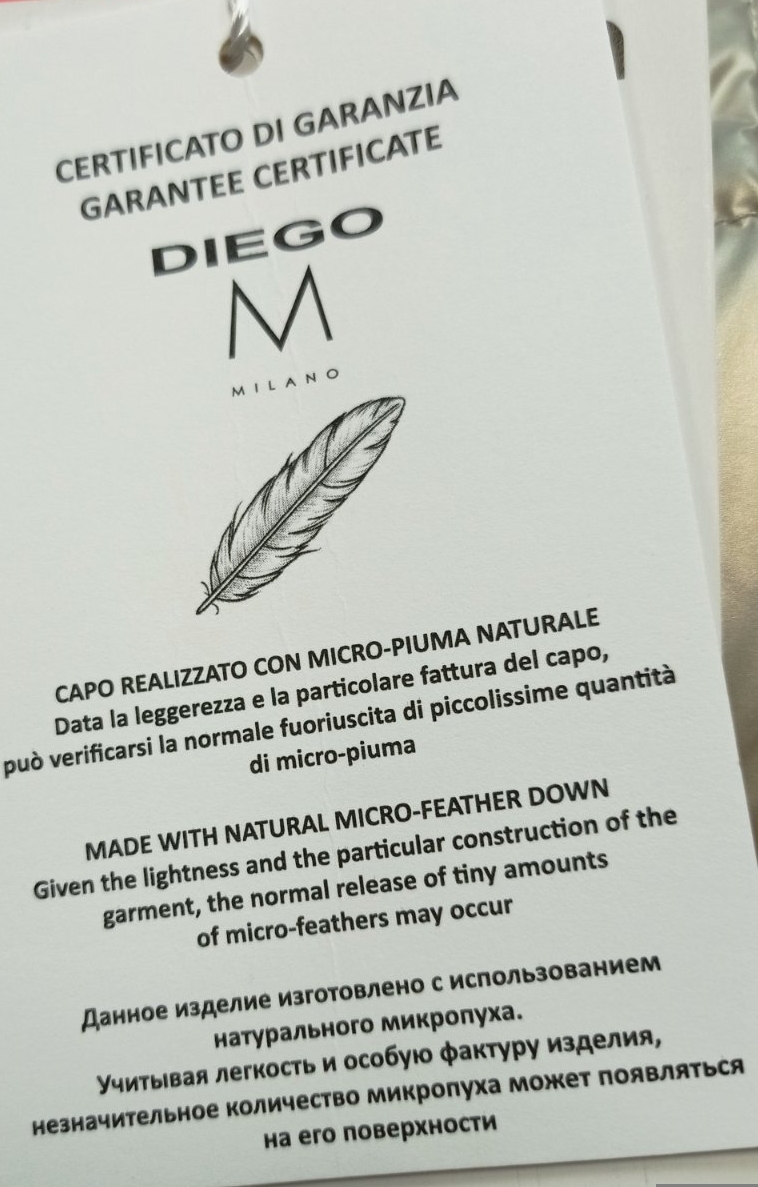 CERTIFICATO DI GARANZIA
GARANTEE CERTIFICATE
DIEGO
M
MILANO
CAPO REALIZZATO CON MICRO-PIUMA NATURALE
Data la leggerezza e la particolare fattura del capo,
può verificarsi la normale fuoriuscita di piccolissime quantità
di micro-piuma
MADE WITH NATURAL MICRO-FEATHER DOWN
Given the lightness and the particular construction of the
garment, the normal release of tiny amounts
of micro-feathers may occur
Данное изделие изготовлено с использованием
натурального микропуха.
Учитывая легкость и особую фактуру изделия,
незначительное количество микропуха может появляться
на его поверхности